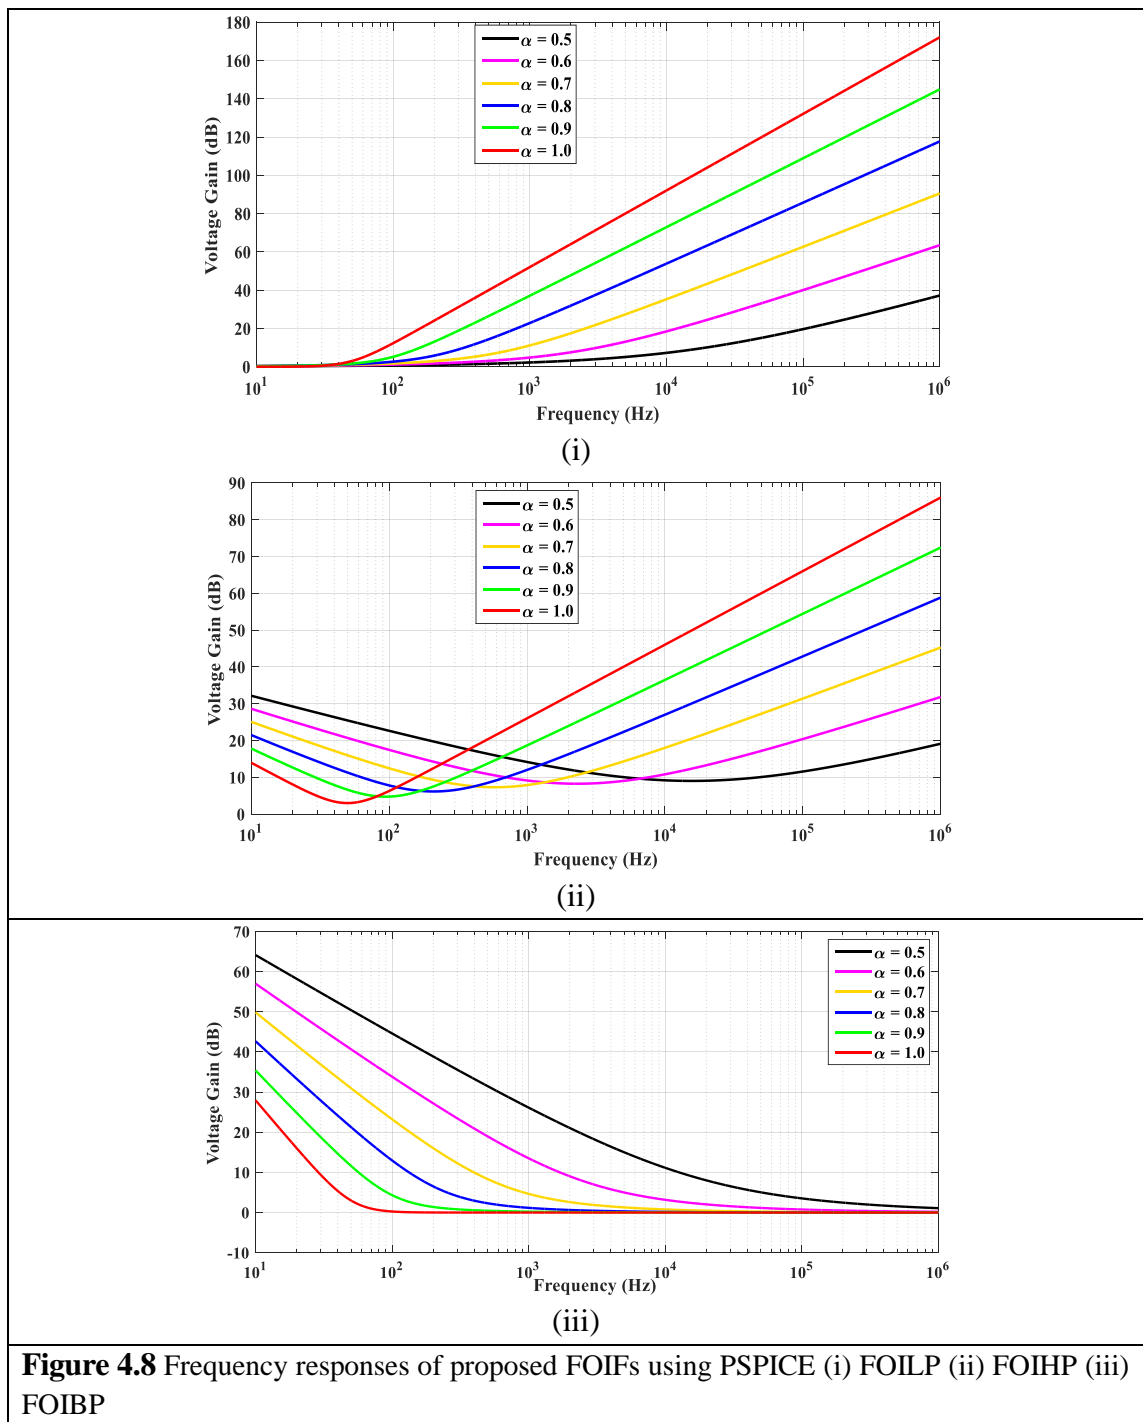 180
160
140
120
100
80
60
40
20
0
Voltage Gain (dB)
α = 0.5
α = 0.6
α = 0.7
α = 0.8
α = 0.9
α = 1.0
10^1 10^2 10^3 10^4 10^5 10^6
Frequency (Hz)
(i)
90
80
70
60
50
40
30
20
10
0
Voltage Gain (dB)
α = 0.5
α = 0.6
α = 0.7
α = 0.8
α = 0.9
α = 1.0
10^1 10^2 10^3 10^4 10^5 10^6
Frequency (Hz)
(ii)
70
60
50
40
30
20
10
0
-10
Voltage Gain (dB)
α = 0.5
α = 0.6
α = 0.7
α = 0.8
α = 0.9
α = 1.0
10^1 10^2 10^3 10^4 10^5 10^6
Frequency (Hz)
(iii)
Figure 4.8 Frequency responses of proposed FOIFs using PSPICE (i) FOILP (ii) FOIHP (iii)
FOIBP